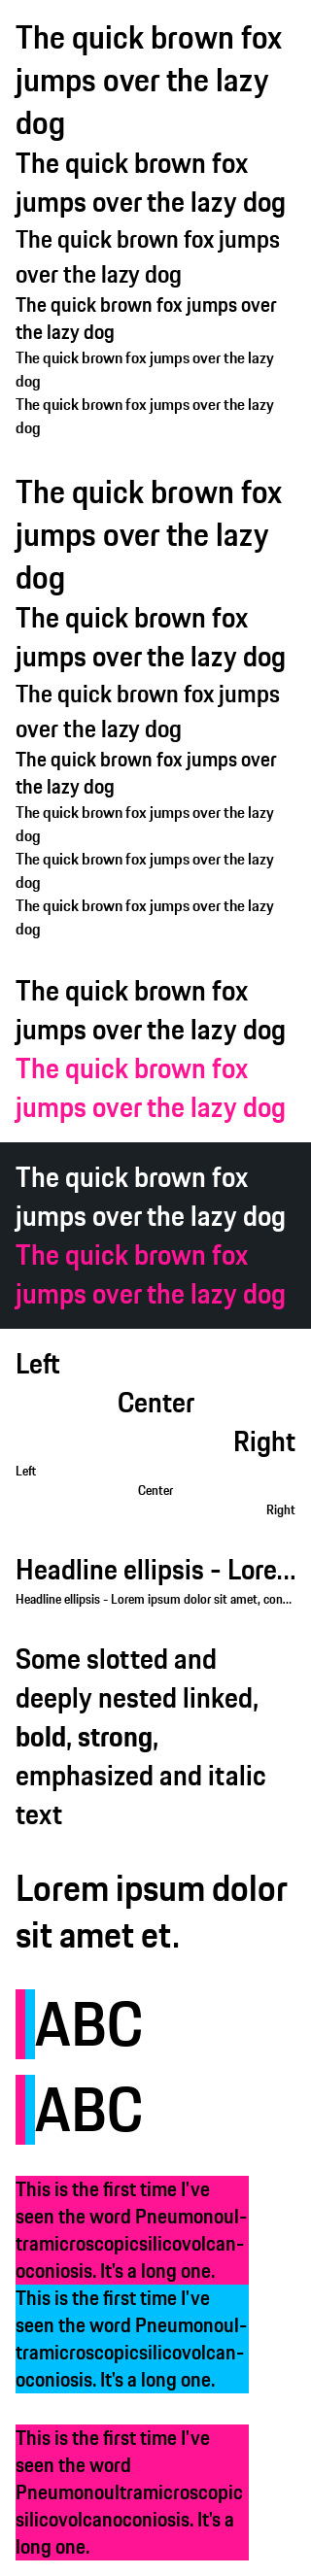 The quick brown fox
jumps over the lazy
dog
The quick brown fox
jumps over the lazy dog
The quick brown fox jumps
over the lazy dog
The quick brown fox jumps over
the lazy dog
The quick brown fox jumps over the lazy
dog
The quick brown fox jumps over the lazy
dog
The quick brown fox
jumps over the lazy
dog
The quick brown fox
jumps over the lazy dog
The quick brown fox jumps
over the lazy dog
The quick brown fox jumps over
the lazy dog
The quick brown fox jumps over the lazy
dog
The quick brown fox jumps over the lazy
dog
The quick brown fox jumps over the lazy
dog
The quick brown fox
jumps over the lazy dog
The quick brown fox
jumps over the lazy dog
The quick brown fox
jumps over the lazy dog
The quick brown fox
jumps over the lazy dog
Left
Center
Right
Left
Center
Right
Headline ellipsis - Lore...
Headline ellipsis - Lorem ipsum dolor sit amet, con...
Some slotted and
deeply nested linked,
bold, strong,
emphasized and italic
text
Lorem ipsum dolor
sit amet et.
ABC
ABC
This is the first time I've
seen the word Pneumonoul-
tramicroscopicsilicovolcan-
oconiosis. It's a long one.
This is the first time I've
seen the word Pneumonoul-
tramicroscopicsilicovolcan-
oconiosis. It's a long one.
This is the first time I've
seen the word
Pneumonoultramicroscopic
silicovolcanoconiosis. It's a
long one.